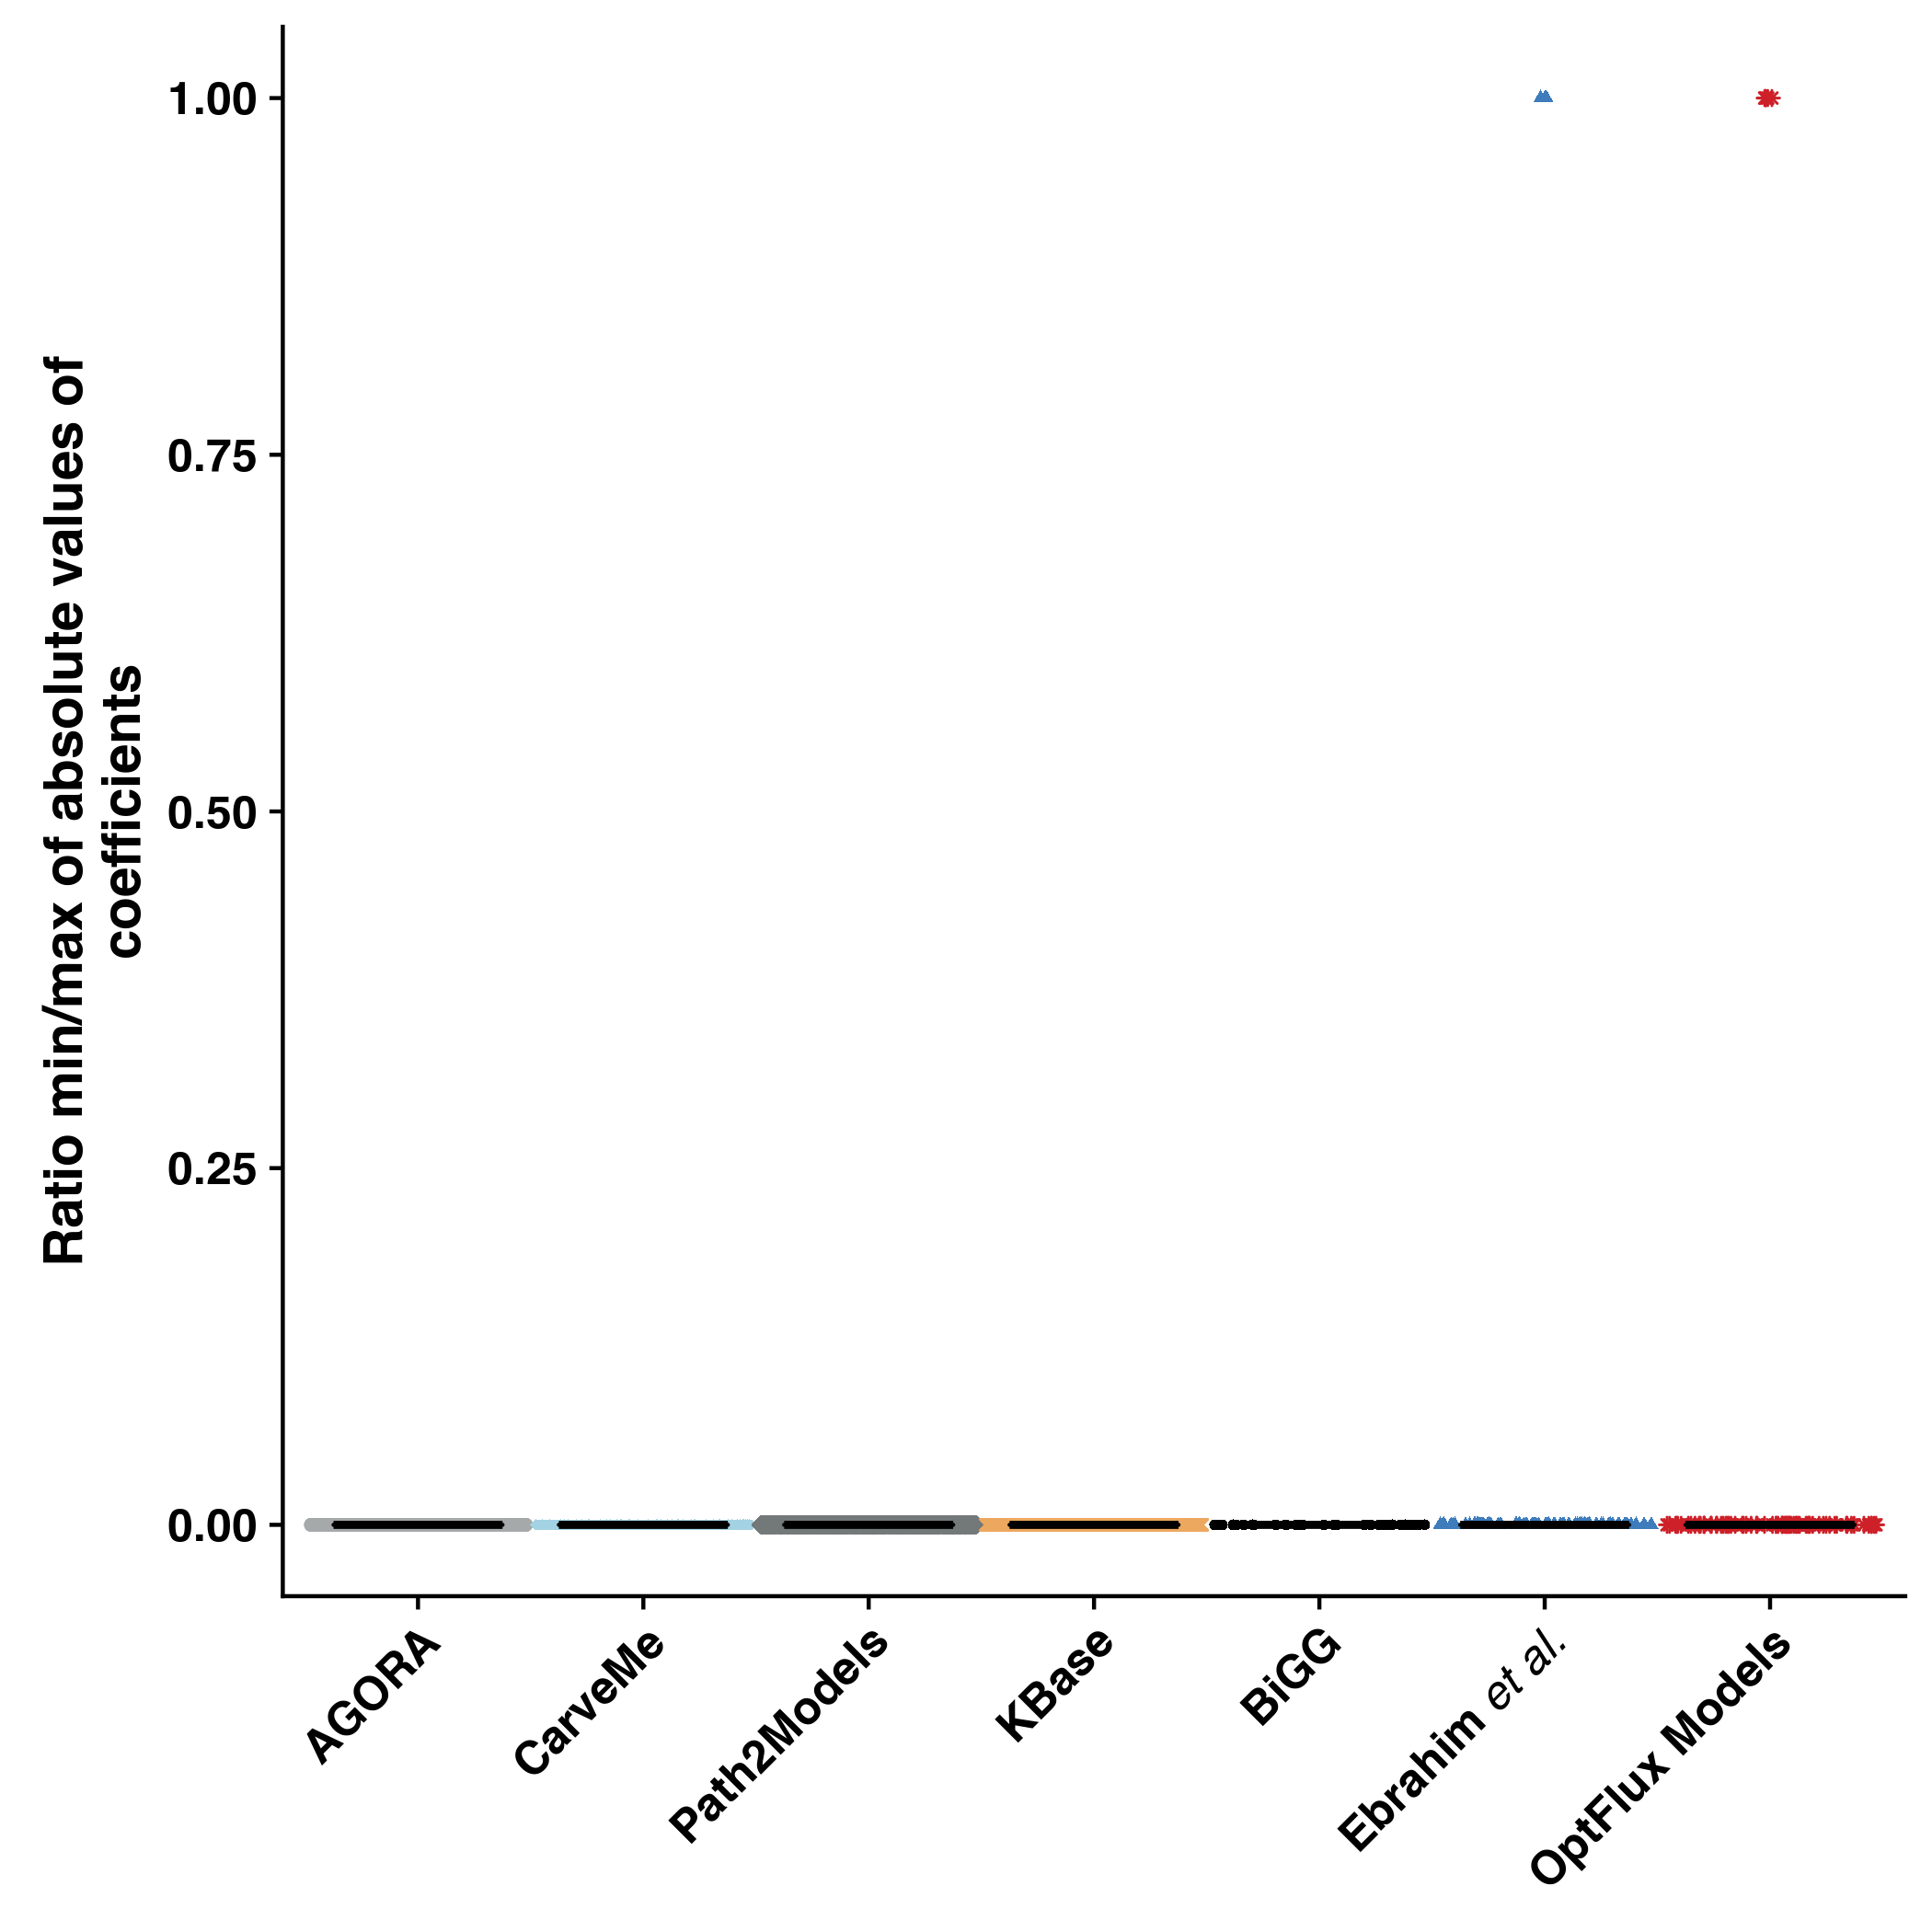 Ratio min/max of absolute values of
coefficients
1.00
0.75
0.50
0.25
0.00
AGORA
CarveMe
Path2Models
KBase
BiGG
Ebrahim et al.
OptFlux Models